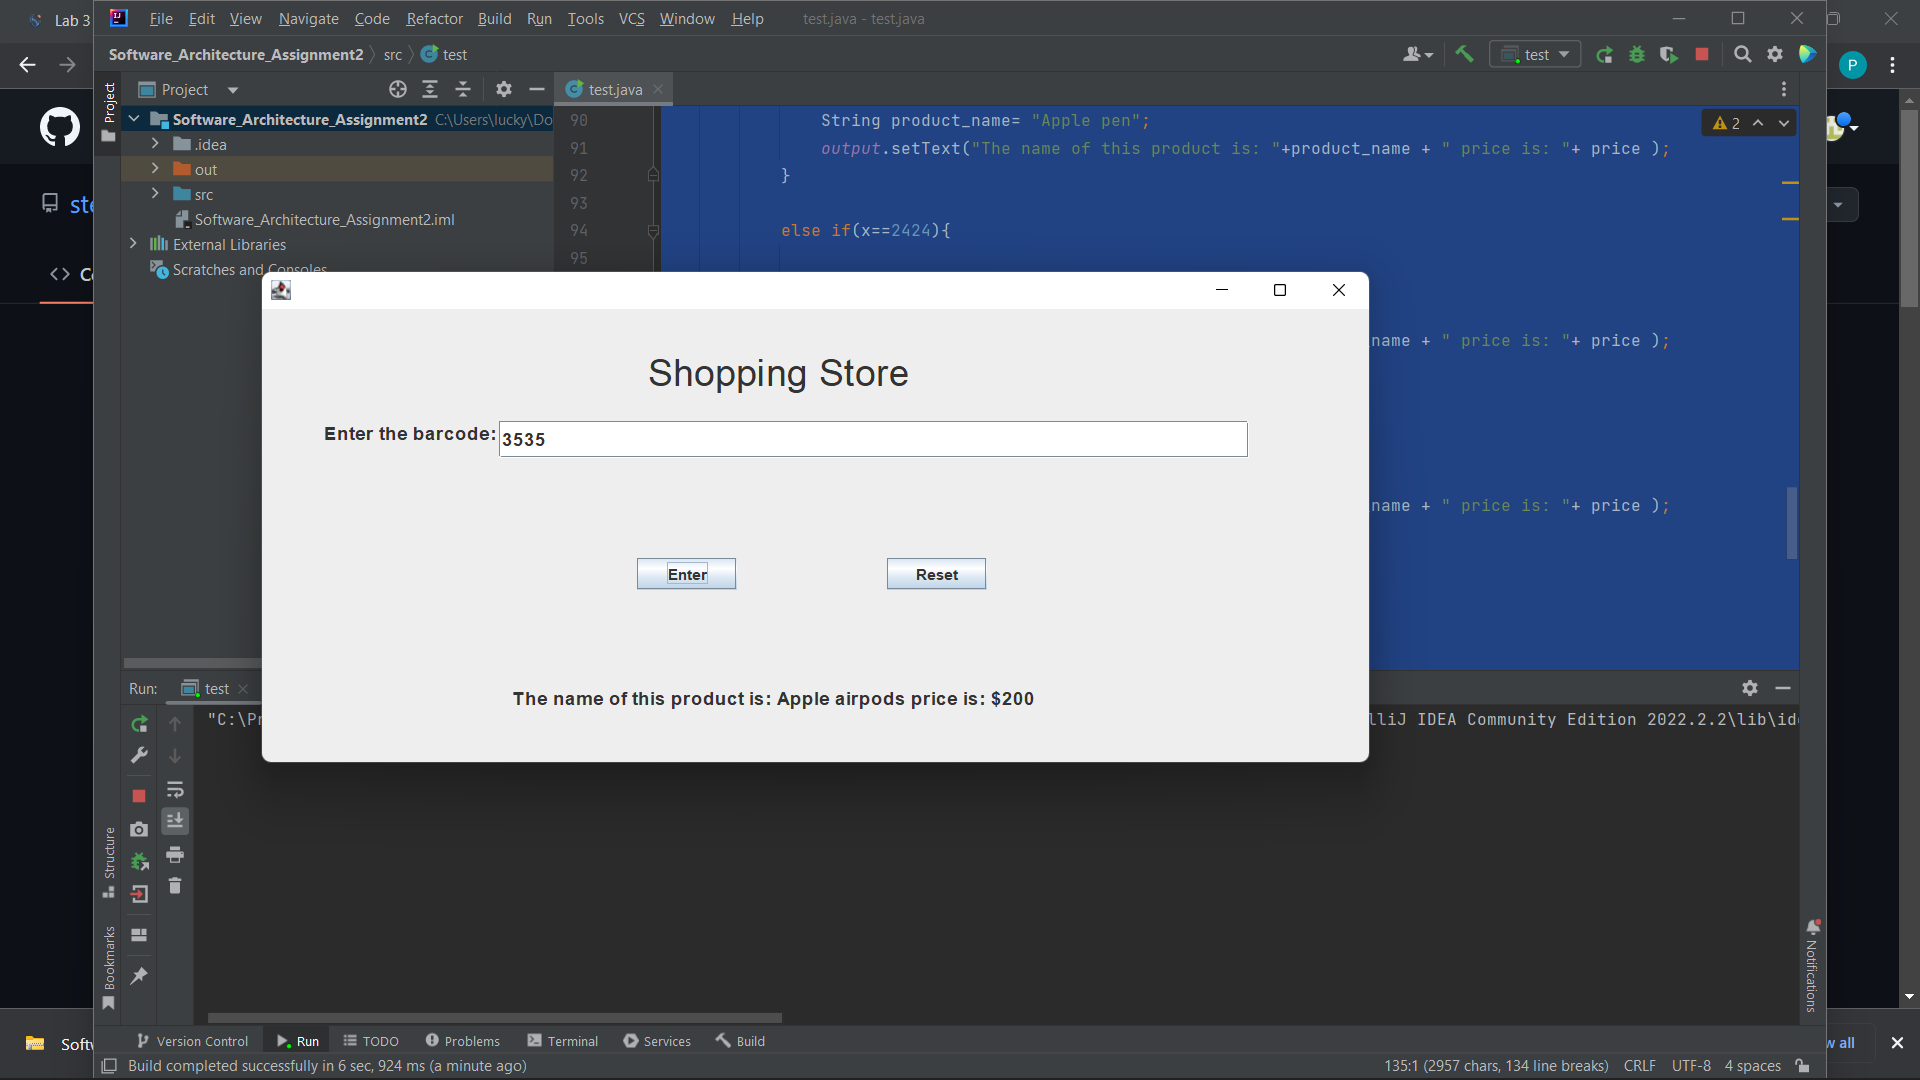 Lab 3
File Edit View Navigate Code Refactor Build Run Tools VCS Window Help test.java - test.java
Software_Architecture_Assignment2 src test
test
P
Project
Project
test.java
Software_Architecture_Assignment2 C:\Users\lucky\Do
.idea
out
src
Software_Architecture_Assignment2.iml
External Libraries
Scratches and Consoles
90 String product_name= "Apple pen";
91 output.setText("The name of this product is: "+product_name + " price is: "+ price );
92 }
93
94 else if(x==2424){
95
2
name + " price is: "+ price );
name + " price is: "+ price );
Shopping Store
Enter the barcode: 3535
Enter Reset
The name of this product is: Apple airpods price is: $200
Run: test
"C:\Pr
lliJ IDEA Community Edition 2022.2.2\lib\ide
Structure
Bookmarks
Notifications
Version Control Run TODO Problems Terminal Services Build
Build completed successfully in 6 sec, 924 ms (a minute ago) 135:1 (2957 chars, 134 line breaks) CRLF UTF-8 4 spaces
Softw
w all